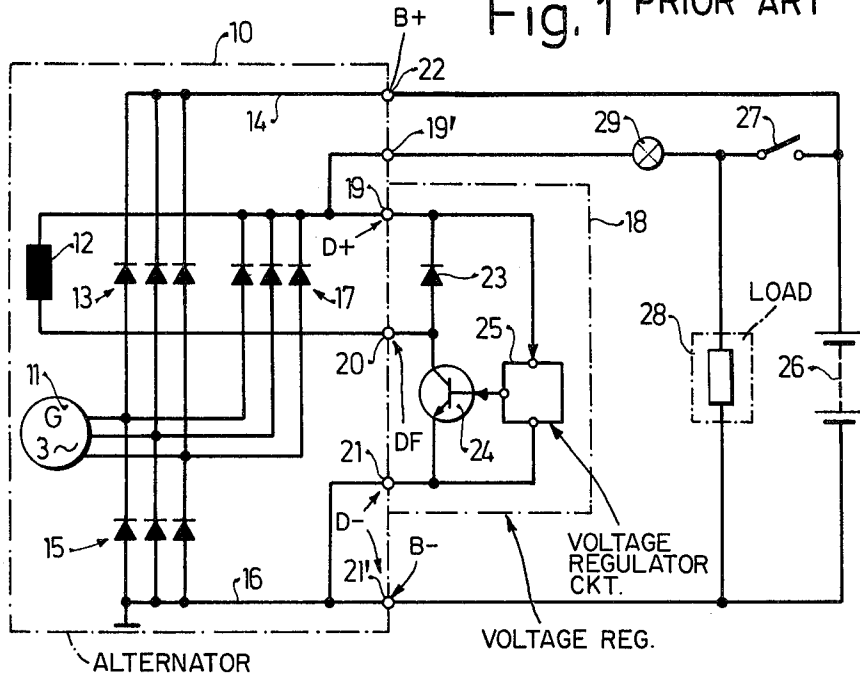 Fig. 1 PRIOR ART
B+
10
22
14
19'
29
27
19
18
D+
12
23
13
17
25
LOAD
28
20
26
11
G
3~
DF
24
21
15
D-
B-
VOLTAGE
REGULATOR
CKT.
16
21'
VOLTAGE REG.
ALTERNATOR